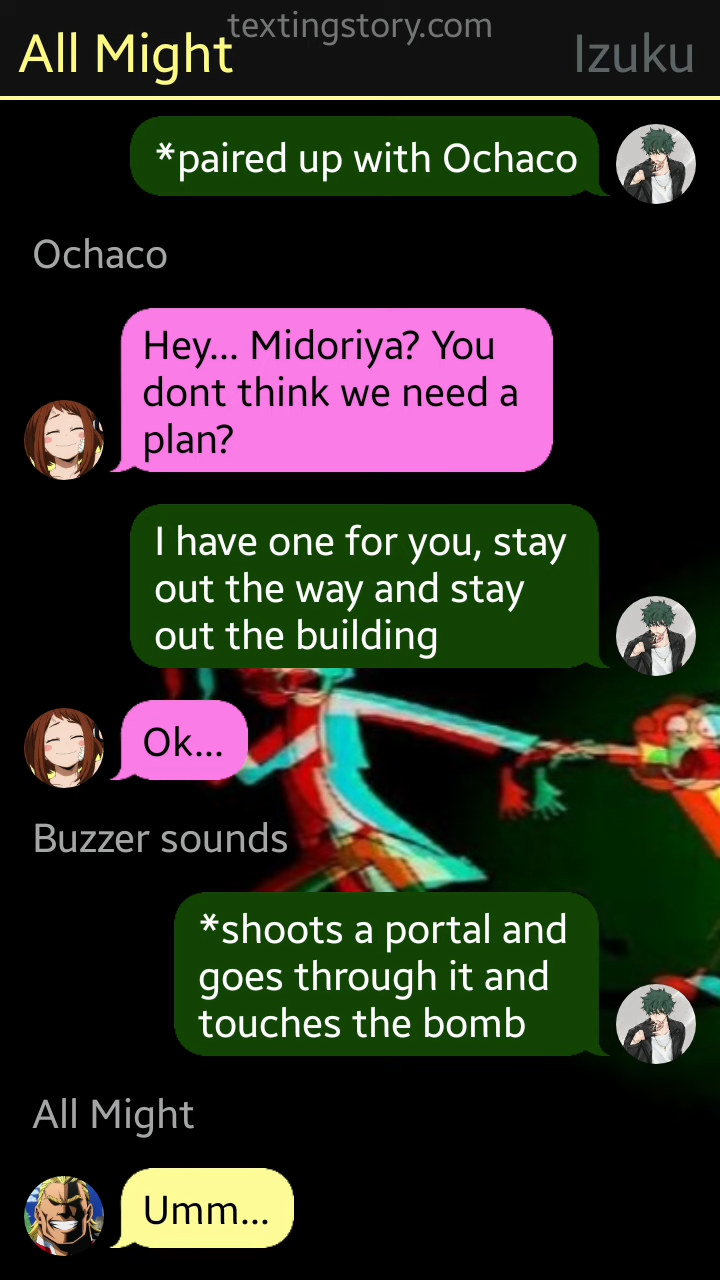 textingstory.com
All Might
Izuku
*paired up with Ochaco
Ochaco
Hey... Midoriya? You
dont think we need a
plan?
I have one for you, stay
out the way and stay
out the building
Ok...
Buzzer sounds
*shoots a portal and
goes through it and
touches the bomb
All Might
Umm...